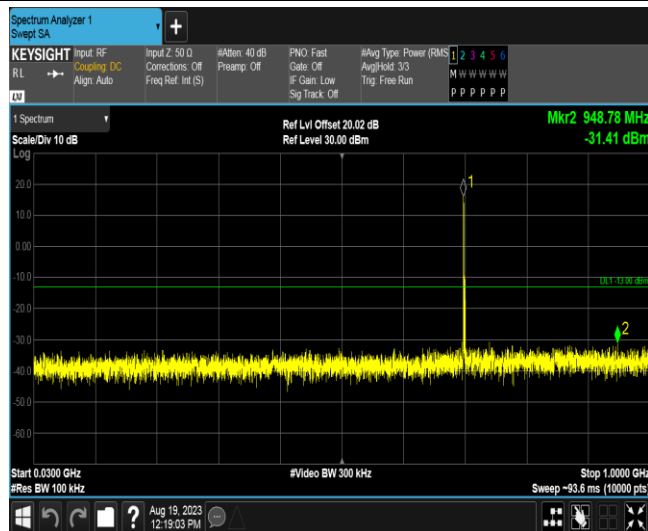 Spectrum Analyzer 1
Swept SA
+
KEYSIGHT
RL
LXI
Input: RF
Coupling: DC
Align: Auto
Input Z: 50 Ω
Corrections: Off
Freq Ref: Int (S)
#Atten: 40 dB
Preamp: Off
PNO: Fast
Gate: Off
IF Gain: Low
Sig Track: Off
#Avg Type: Power (RMS
Avg|Hold: 3/3
Trig: Free Run
1 2 3 4 5 6
M W W W W W
P P P P P P
1 Spectrum
Scale/Div 10 dB
Log
Ref Lvl Offset 20.02 dB
Ref Level 30.00 dBm
Mkr2 948.78 MHz
-31.41 dBm
20.0
10.0
0.00
-10.0
-20.0
-30.0
-40.0
-50.0
-60.0
1
DL1 -13.00 dBm
2
Start 0.0300 GHz
#Res BW 100 kHz
#Video BW 300 kHz
Stop 1.0000 GHz
Sweep ~93.6 ms (10000 pts)
?
Aug 19, 2023
12:19:03 PM